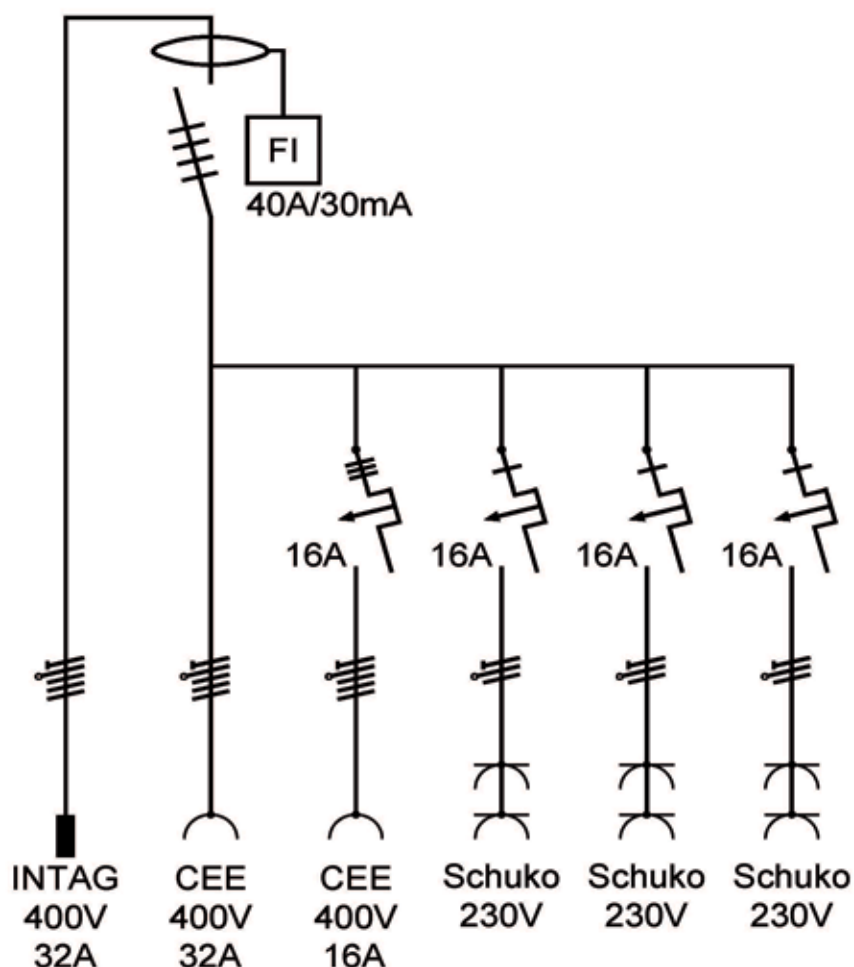 FI
40A/30mA
16A 16A 16A 16A
INTAG CEE CEE Schuko Schuko Schuko
400V 400V 400V 230V 230V 230V
32A 32A 16A